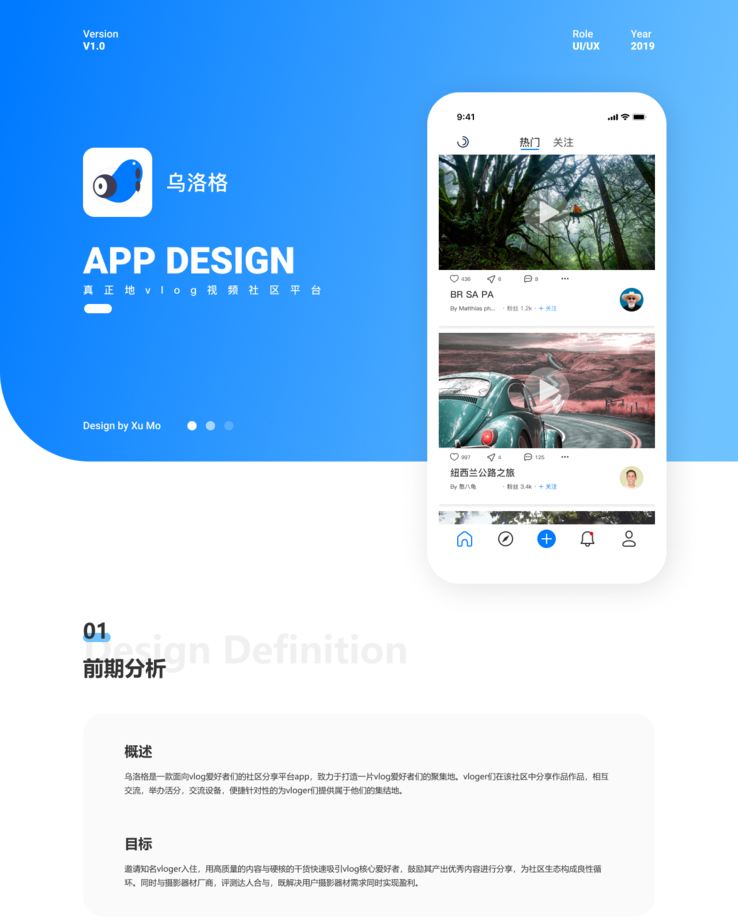 Version
V1.0
Role
UI/UX
Year
2019
乌洛格
APP DESIGN
真正地vlog视频社区平台
Design by Xu Mo
9:41
热门 关注
436 6 8
BR SA PA
By Matthias ph... · 粉丝 1.2k · + 关注
997 4 125
纽西兰公路之旅
By 憨八龟 · 粉丝 3.4k · + 关注
01
Design Definition
前期分析
概述
乌洛格是一款面向vlog爱好者们的社区分享平台app，致力于打造一片vlog爱好者们的聚集地。vloger们在该社区中分享作品作品，相互
交流，举办活分，交流设备，便捷针对性的为vloger们提供属于他们的集结地。
目标
邀请知名vloger入住，用高质量的内容与硬核的干货快速吸引vlog核心爱好者，鼓励其产出优秀内容进行分享，为社区生态构成良性循
环。同时与摄影器材厂商，评测达人合与，既解决用户摄影器材需求同时实现盈利。